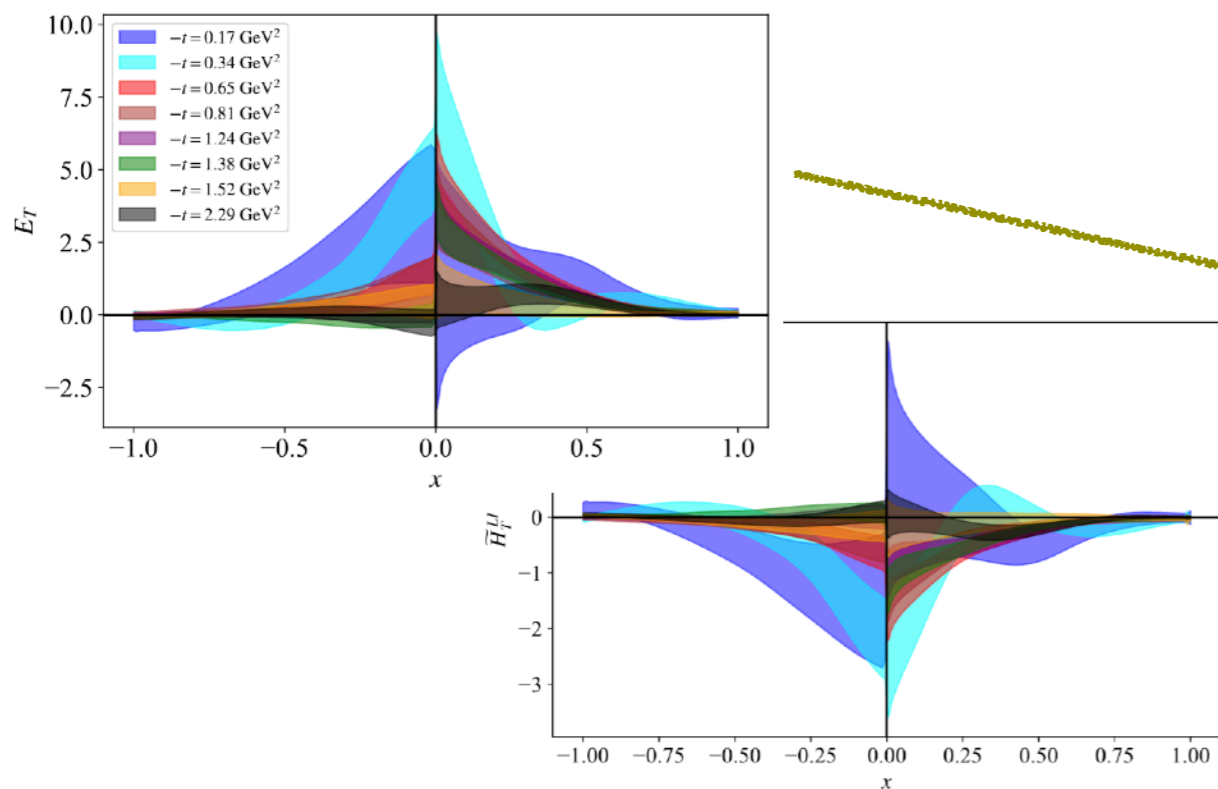 10.0
7.5
5.0
2.5
0.0
−2.5
E_T
−t = 0.17 GeV²
−t = 0.34 GeV²
−t = 0.65 GeV²
−t = 0.81 GeV²
−t = 1.24 GeV²
−t = 1.38 GeV²
−t = 1.52 GeV²
−t = 2.29 GeV²
−1.0 −0.5 0.0 0.5 1.0
x
0
−1
−2
−3
H̃_T^{LI}
−1.00 −0.75 −0.50 −0.25 0.00 0.25 0.50 0.75 1.00
x